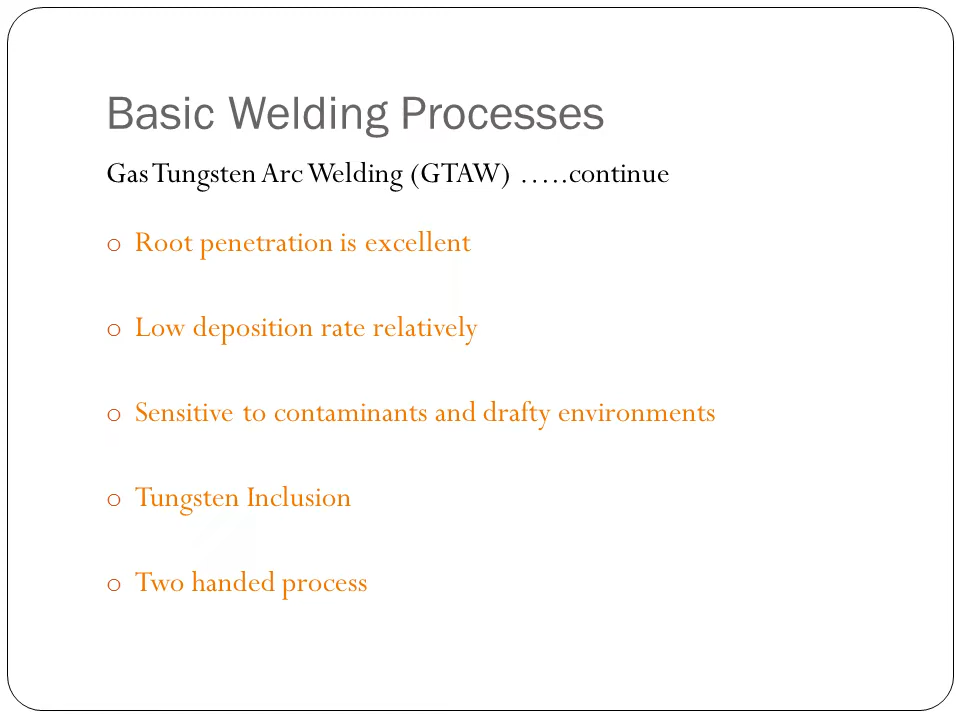 Basic Welding Processes
Gas Tungsten Arc Welding (GTAW) …..continue
o Root penetration is excellent
o Low deposition rate relatively
o Sensitive to contaminants and drafty environments
o Tungsten Inclusion
o Two handed process